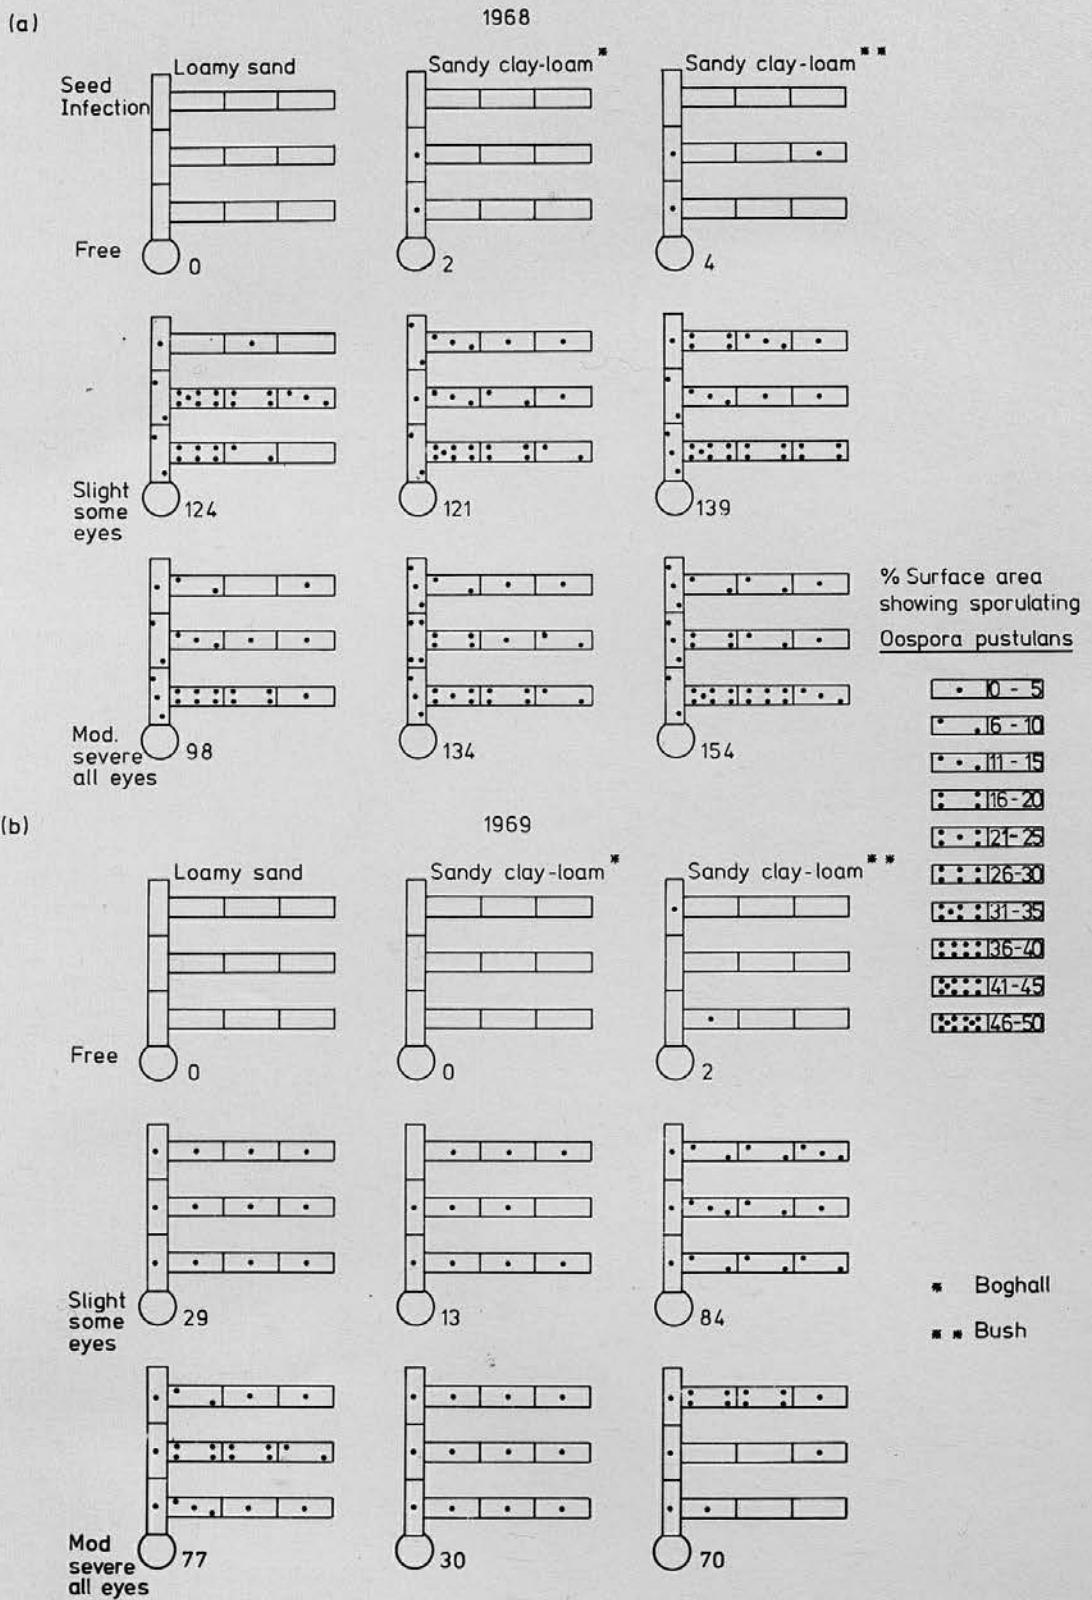 (a)
1968
Loamy sand
Sandy clay-loam *
Sandy clay-loam **
Seed
Infection
Free
0
2
4
Slight
some
eyes
124
121
139
Mod.
severe
all eyes
98
134
154
% Surface area
showing sporulating
Oospora pustulans
0 - 5
6 - 10
11 - 15
16 - 20
21 - 25
26 - 30
31 - 35
36 - 40
41 - 45
46 - 50
(b)
1969
Loamy sand
Sandy clay-loam *
Sandy clay-loam **
Free
0
0
2
Slight
some
eyes
29
13
84
* Boghall
** Bush
Mod
severe
all eyes
77
30
70